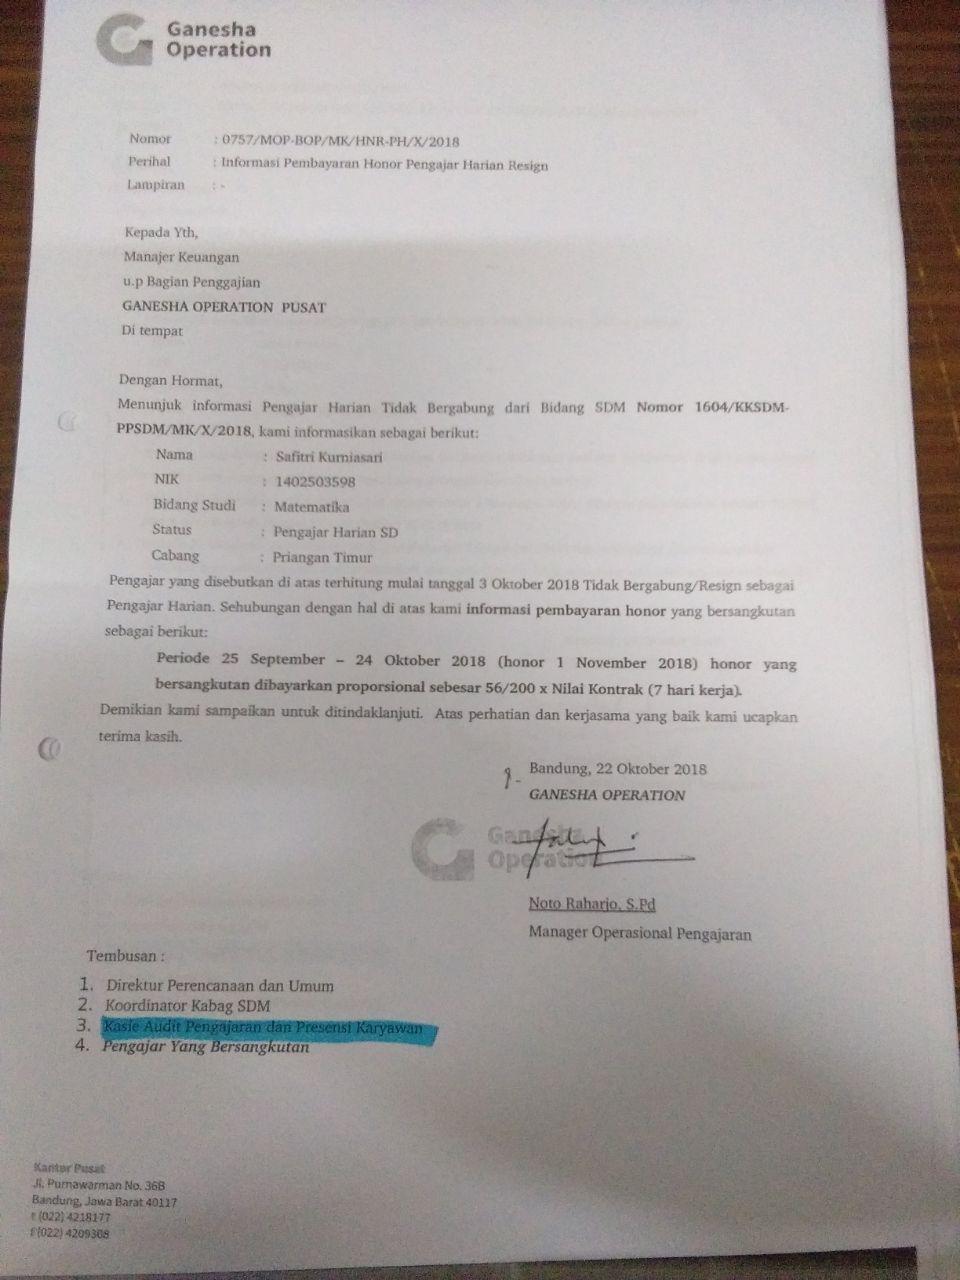 Ganesha
Operation
Nomor : 0757/MOP-BOP/MK/HNR-PH/X/2018
Perihal : Informasi Pembayaran Honor Pengajar Harian Resign
Lampiran : -
Kepada Yth,
Manajer Keuangan
u.p Bagian Penggajian
GANESHA OPERATION PUSAT
Di tempat
Dengan Hormat,
Menunjuk informasi Pengajar Harian Tidak Bergabung dari Bidang SDM Nomor 1604/KKSDM-
PPSDM/MK/X/2018, kami informasikan sebagai berikut:
Nama : Safitri Kurniasari
NIK : 1402503598
Bidang Studi : Matematika
Status : Pengajar Harian SD
Cabang : Priangan Timur
Pengajar yang disebutkan di atas terhitung mulai tanggal 3 Oktober 2018 Tidak Bergabung/Resign sebagai
Pengajar Harian. Sehubungan dengan hal di atas kami informasi pembayaran honor yang bersangkutan
sebagai berikut:
Periode 25 September – 24 Oktober 2018 (honor 1 November 2018) honor yang
bersangkutan dibayarkan proporsional sebesar 56/200 x Nilai Kontrak (7 hari kerja).
Demikian kami sampaikan untuk ditindaklanjuti. Atas perhatian dan kerjasama yang baik kami ucapkan
terima kasih.
Bandung, 22 Oktober 2018
GANESHA OPERATION
Ganesha
Operation
Noto Raharjo, S.Pd
Manager Operasional Pengajaran
Tembusan :
1. Direktur Perencanaan dan Umum
2. Koordinator Kabag SDM
3. Kasie Audit Pengajaran dan Presensi Karyawan
4. Pengajar Yang Bersangkutan
Kantor Pusat
Jl. Purnawarman No. 36B
Bandung, Jawa Barat 40117
t (022) 4218177
f (022) 4209368